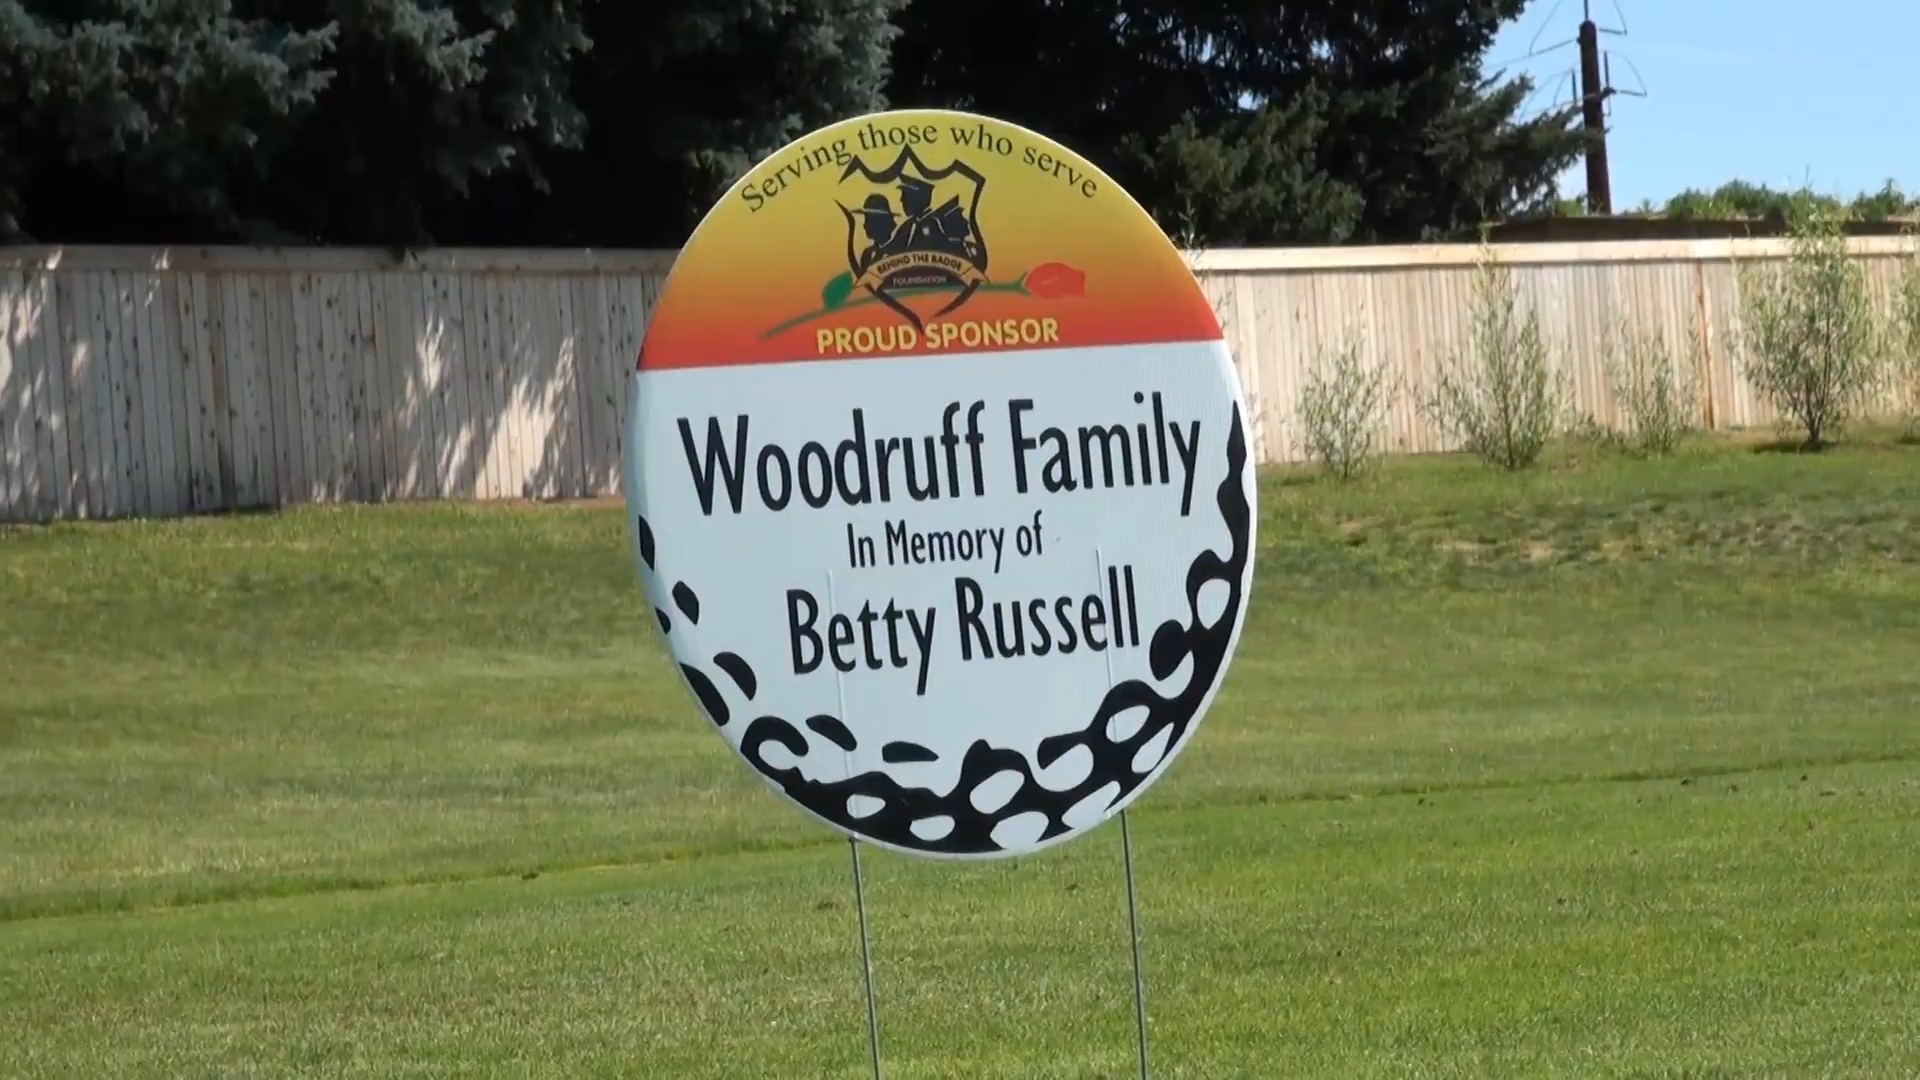 Serving those who serve
BEHIND THE BADGE
FOUNDATION
PROUD SPONSOR
Woodruff Family
In Memory of
Betty Russell